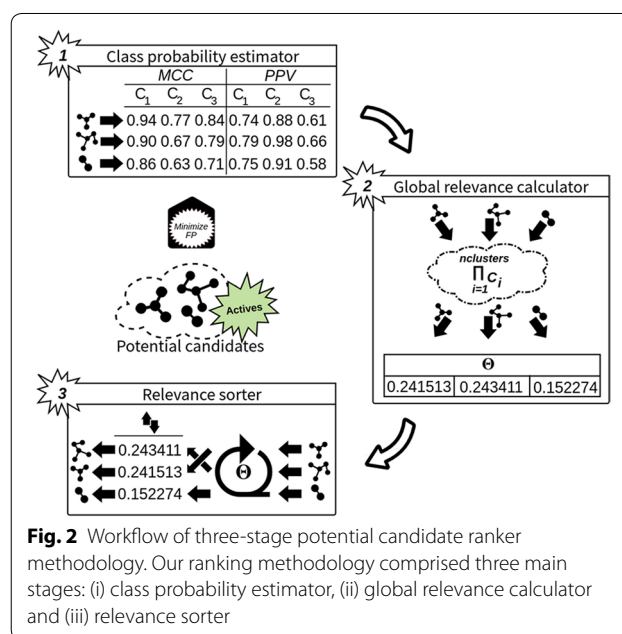 1
Class probability estimator
MCC PPV
C1 C2 C3 C1 C2 C3
0.94 0.77 0.84 0.74 0.88 0.61
0.90 0.67 0.79 0.79 0.98 0.66
0.86 0.63 0.71 0.75 0.91 0.58
Minimize
FP
Actives
Potential candidates
2
Global relevance calculator
nclusters
Π Ci
i=1
Θ
0.241513 0.243411 0.152274
3
Relevance sorter
0.243411
0.241513
0.152274
Θ
Fig. 2 Workflow of three-stage potential candidate ranker
methodology. Our ranking methodology comprised three main
stages: (i) class probability estimator, (ii) global relevance calculator
and (iii) relevance sorter